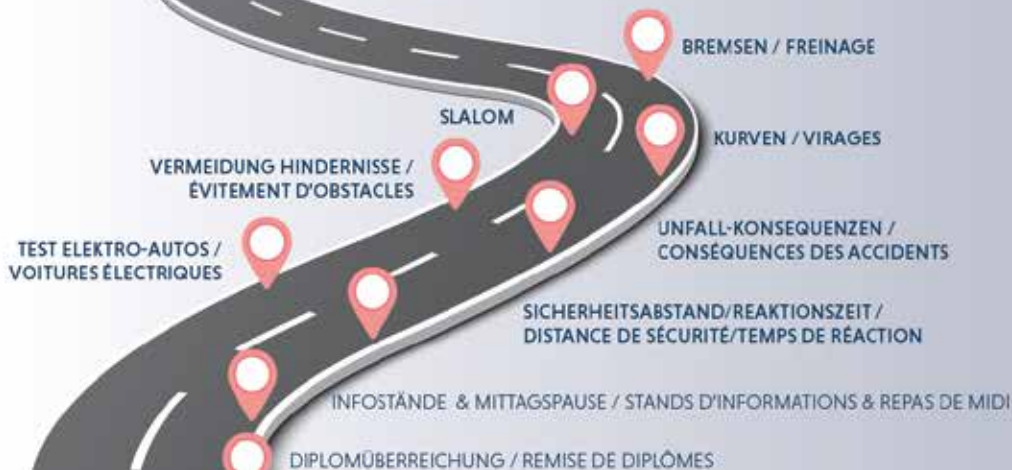 BREMSEN / FREINAGE
SLALOM
KURVEN / VIRAGES
VERMEIDUNG HINDERNISSE /
ÉVITEMENT D'OBSTACLES
UNFALL-KONSEQUENZEN /
CONSÉQUENCES DES ACCIDENTS
TEST ELEKTRO-AUTOS /
VOITURES ÉLECTRIQUES
SICHERHEITSABSTAND/REAKTIONSZEIT /
DISTANCE DE SÉCURITÉ/TEMPS DE RÉACTION
INFOSTÄNDE & MITTAGSPAUSE / STANDS D'INFORMATIONS & REPAS DE MIDI
DIPLOMÜBERREICHUNG / REMISE DE DIPLÔMES